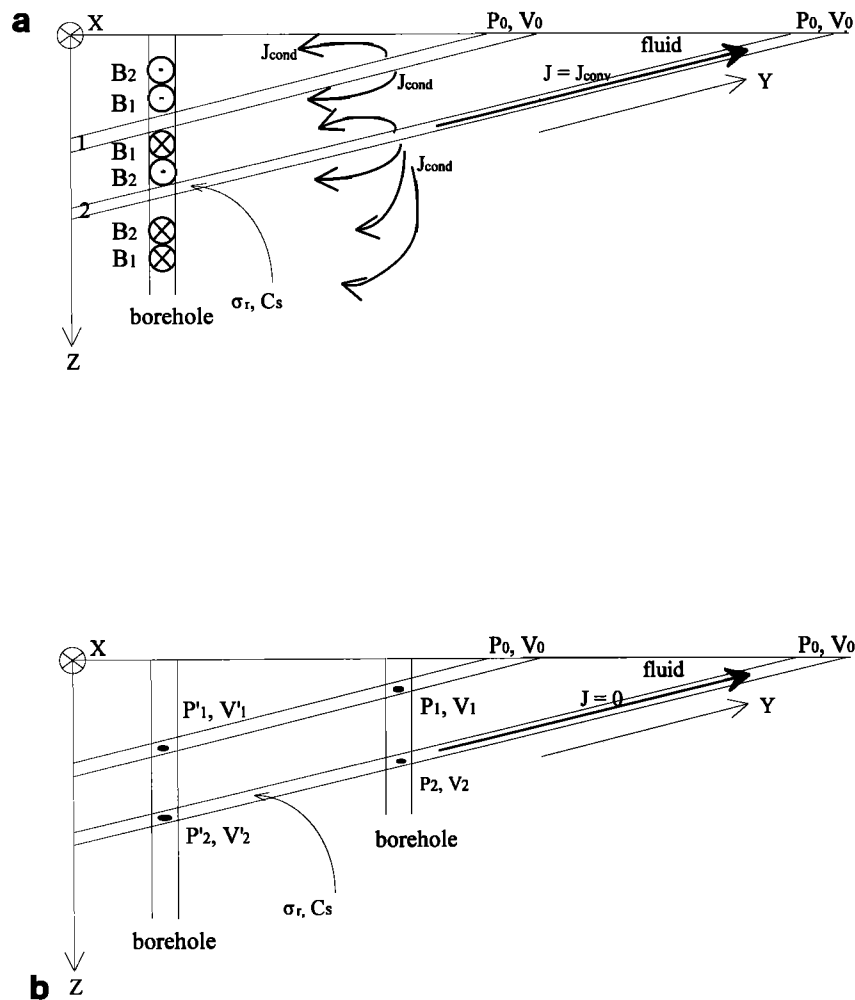 a
X
P0, V0
P0, V0
fluid
Jcond
J = Jconv
Y
B2
B1
Jcond
1
B1
B2
Jcond
2
B2
B1
σr, Cs
borehole
Z
X
P0, V0
P0, V0
fluid
P'1, V'1
P1, V1
J = 0
Y
P2, V2
P'2, V'2
borehole
σr, Cs
borehole
b
Z